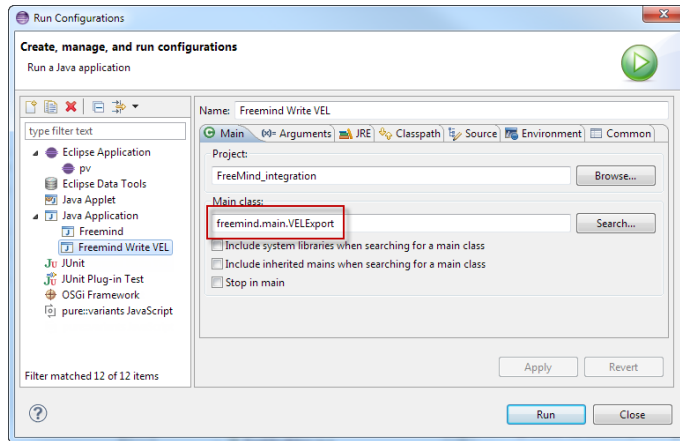 Run Configurations
Create, manage, and run configurations
Run a Java application
type filter text
Eclipse Application
pv
Eclipse Data Tools
Java Applet
Java Application
Freemind
Freemind Write VEL
JUnit
JUnit Plug-in Test
OSGi Framework
pure::variants JavaScript
Filter matched 12 of 12 items
Name: Freemind Write VEL
Main (x)= Arguments JRE Classpath Source Environment Common
Project:
FreeMind_integration Browse...
Main class:
freemind.main.VELExport Search...
Include system libraries when searching for a main class
Include inherited mains when searching for a main class
Stop in main
Apply Revert
Run Close